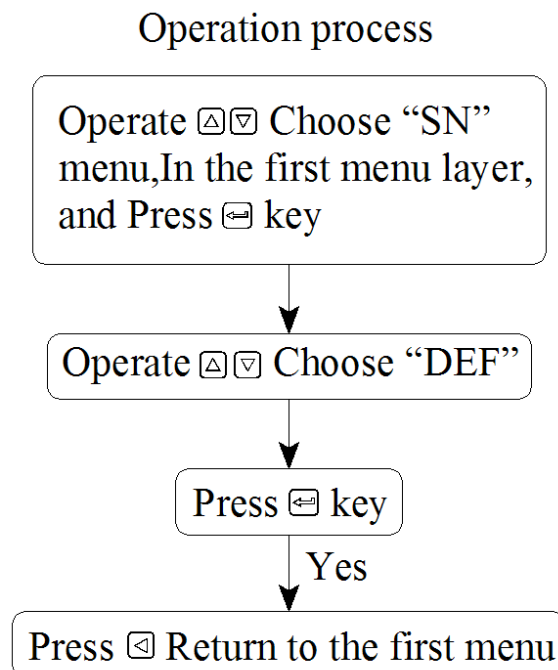 Operation process
Operate △ ▽ Choose “SN”
menu,In the first menu layer,
and Press ↵ key
Operate △ ▽ Choose “DEF”
Press ↵ key
Yes
Press ◁ Return to the first menu